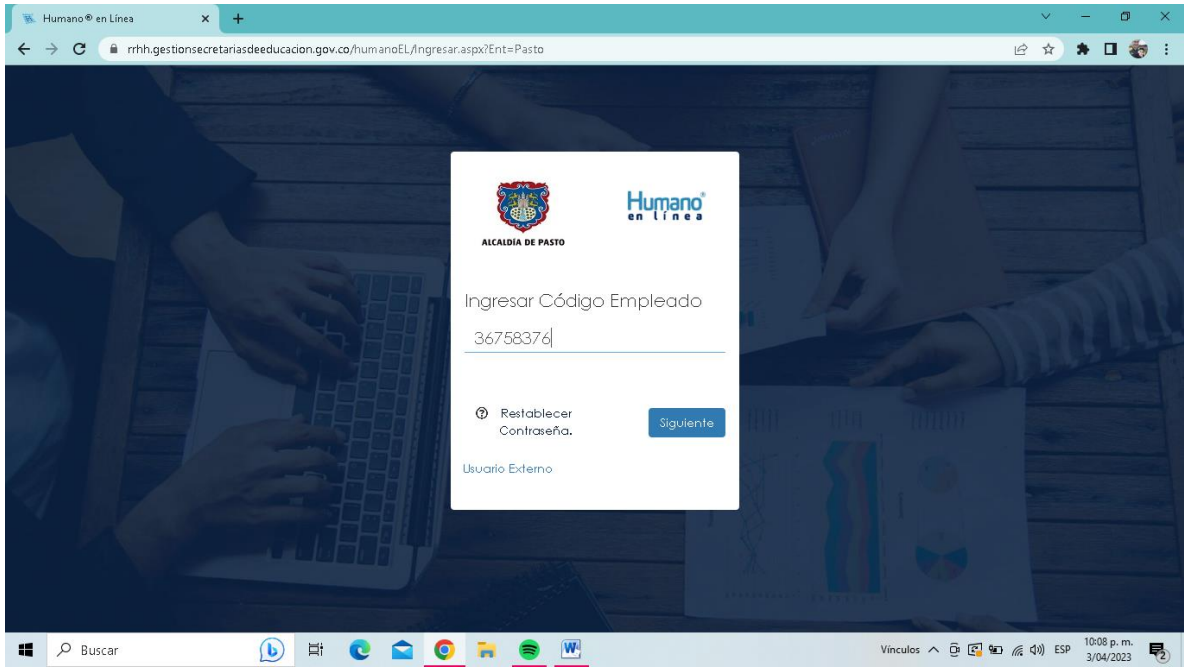 Humano® en Línea
rrhh.gestionsecretariasdeeducacion.gov.co/humanoEL/Ingresar.aspx?Ent=Pasto
Humano®
en línea
ALCALDÍA DE PASTO
Ingresar Código Empleado
36758376
Restablecer
Contraseña.
Siguiente
Usuario Externo
Buscar
Vínculos
ESP
10:08 p. m.
3/04/2023
2